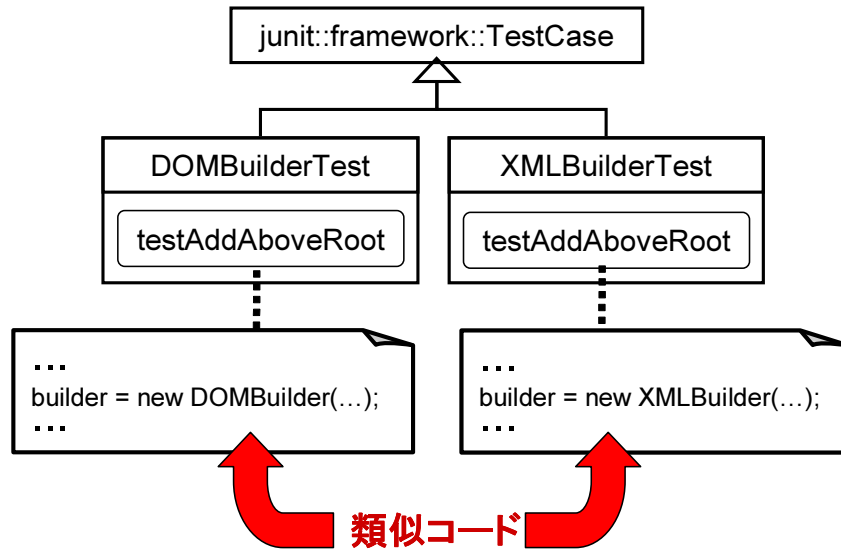 junit::framework::TestCase
DOMBuilderTest
XMLBuilderTest
testAddAboveRoot
testAddAboveRoot
…
builder = new DOMBuilder(…);
…
…
builder = new XMLBuilder(…);
…
類似コード